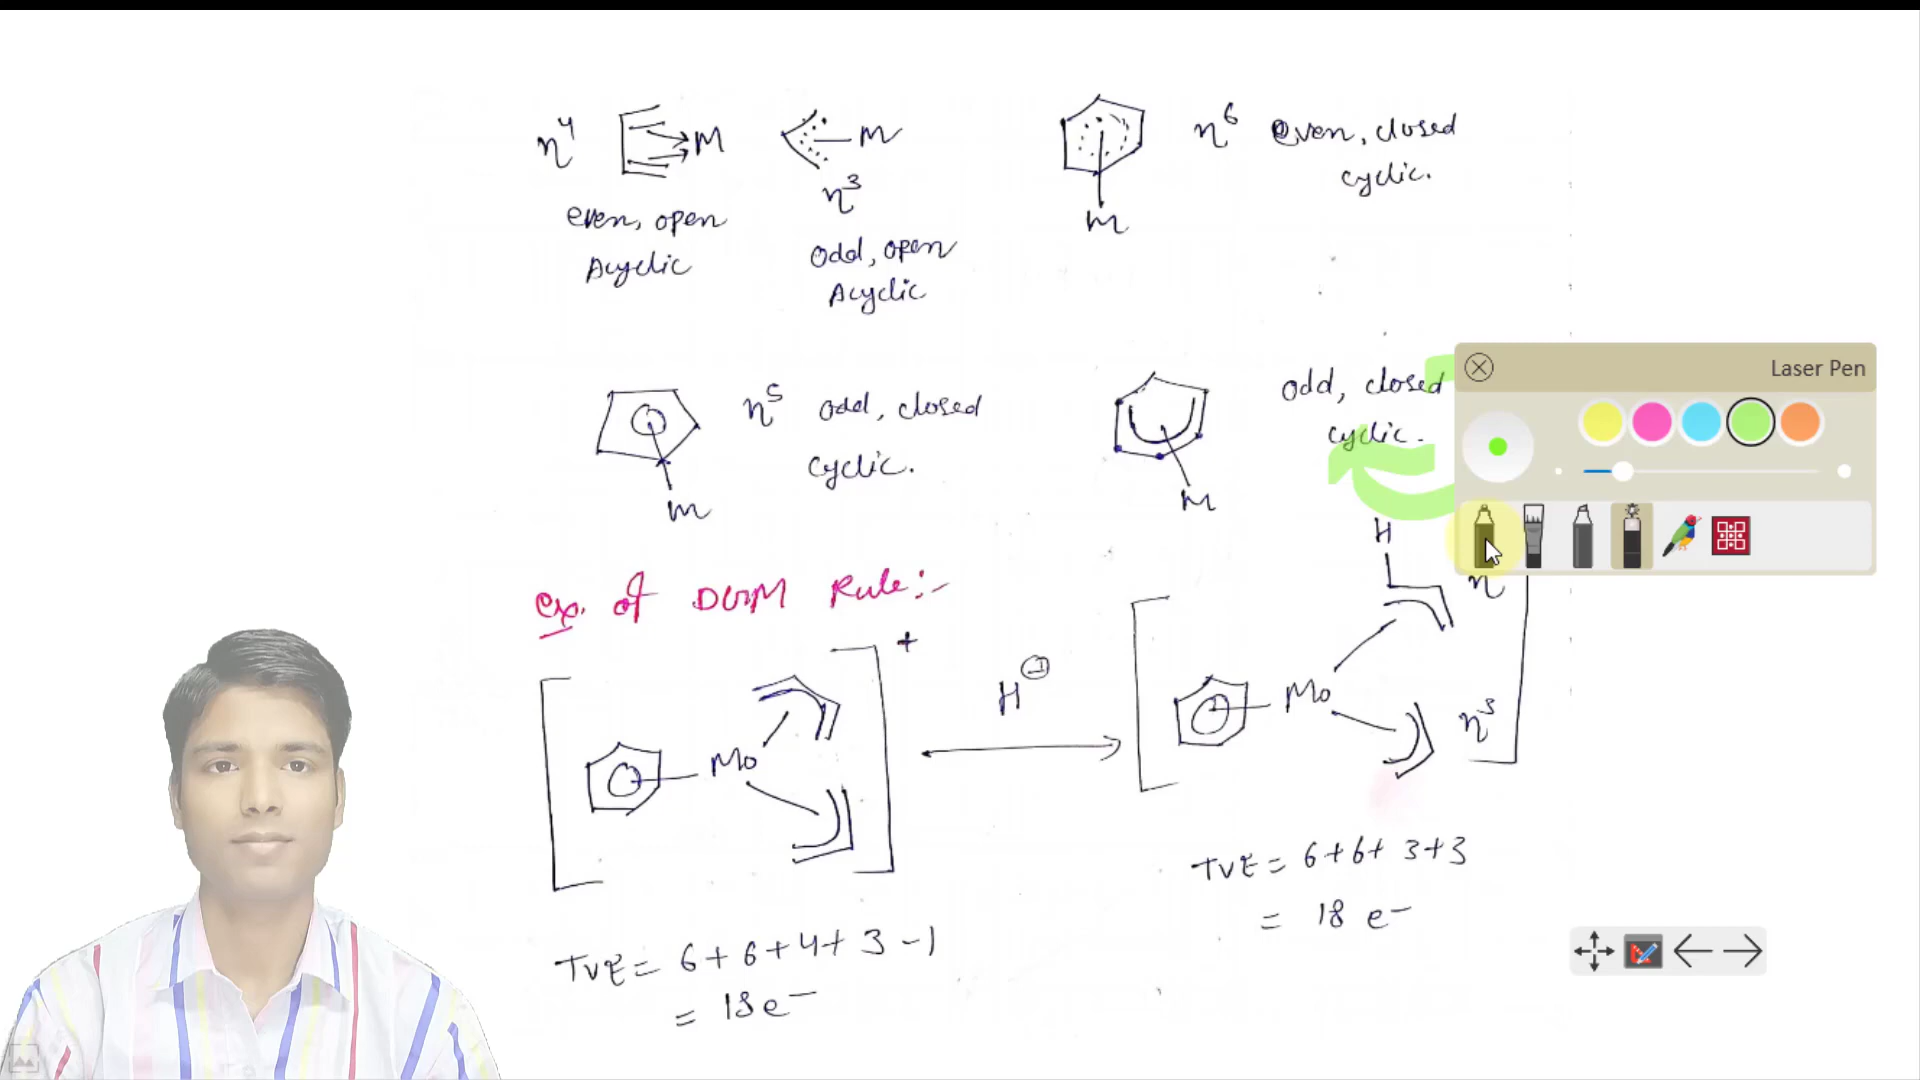 η⁴ M M
η³
even, open
Acyclic
Odd, open
Acyclic
M
η⁶ even, closed
cyclic.
η⁵ odd, closed
cyclic.
M
M
odd, closed
cyclic.
Laser Pen
Ex. of DGM Rule:-
+
Mo
H⊖
H
η
Mo
η³
TVE = 6+6+4+3-1
= 18e⁻
TVE = 6+6+3+3
= 18 e⁻